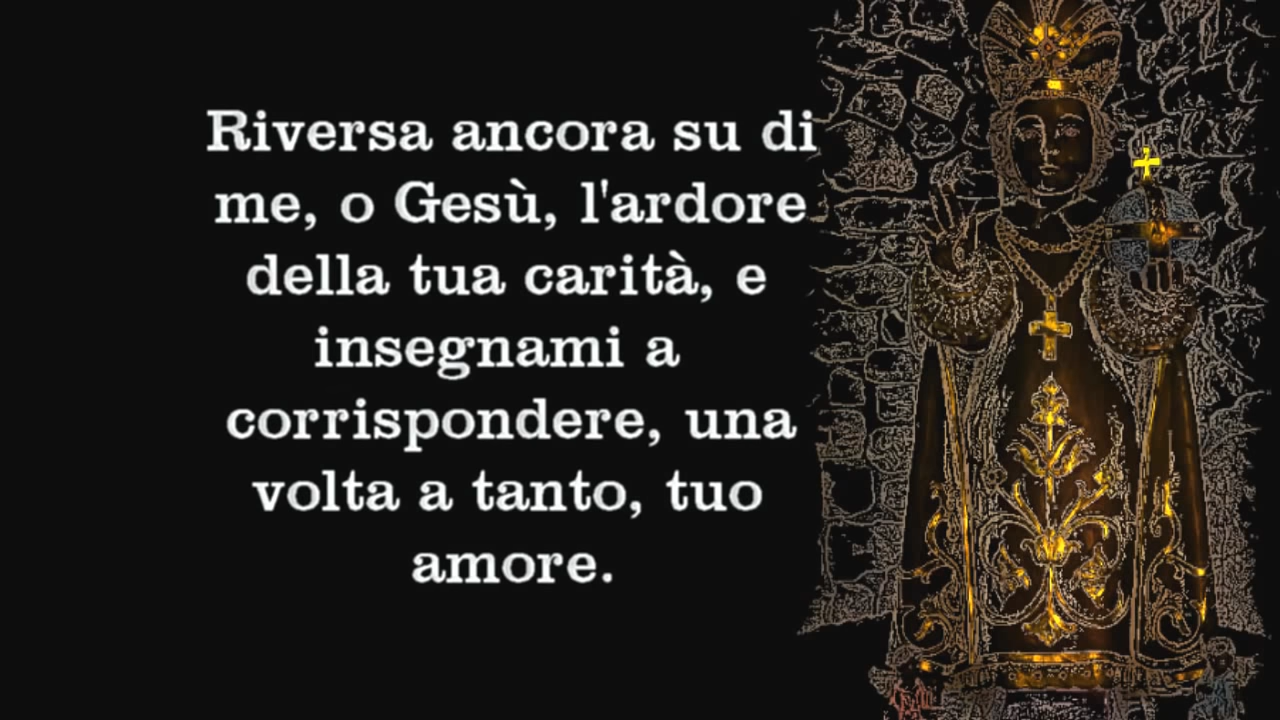 Riversa ancora su di
me, o Gesù, l'ardore
della tua carità, e
insegnami a
corrispondere, una
volta a tanto, tuo
amore.